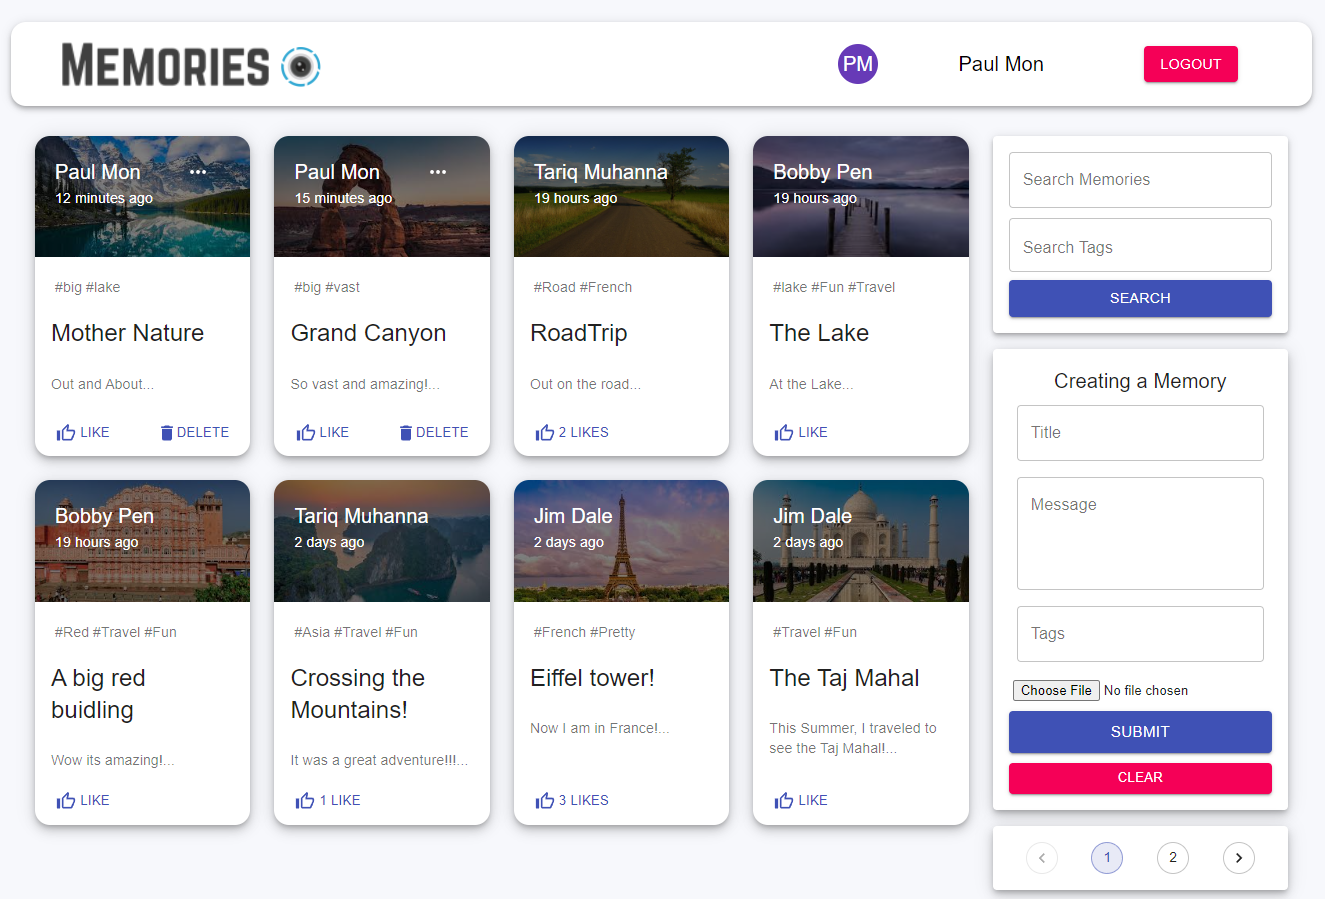 MEMORIES
PM
Paul Mon
LOGOUT
Paul Mon
12 minutes ago
#big #lake
Mother Nature
Out and About...
LIKE
DELETE
Paul Mon
15 minutes ago
#big #vast
Grand Canyon
So vast and amazing!...
LIKE
DELETE
Tariq Muhanna
19 hours ago
#Road #French
RoadTrip
Out on the road...
2 LIKES
Bobby Pen
19 hours ago
#lake #Fun #Travel
The Lake
At the Lake...
LIKE
Bobby Pen
19 hours ago
#Red #Travel #Fun
A big red
buidling
Wow its amazing!...
LIKE
Tariq Muhanna
2 days ago
#Asia #Travel #Fun
Crossing the
Mountains!
It was a great adventure!!!...
1 LIKE
Jim Dale
2 days ago
#French #Pretty
Eiffel tower!
Now I am in France!...
3 LIKES
Jim Dale
2 days ago
#Travel #Fun
The Taj Mahal
This Summer, I traveled to
see the Taj Mahal!...
LIKE
Search Memories
Search Tags
SEARCH
Creating a Memory
Title
Message
Tags
Choose File No file chosen
SUBMIT
CLEAR
1 2